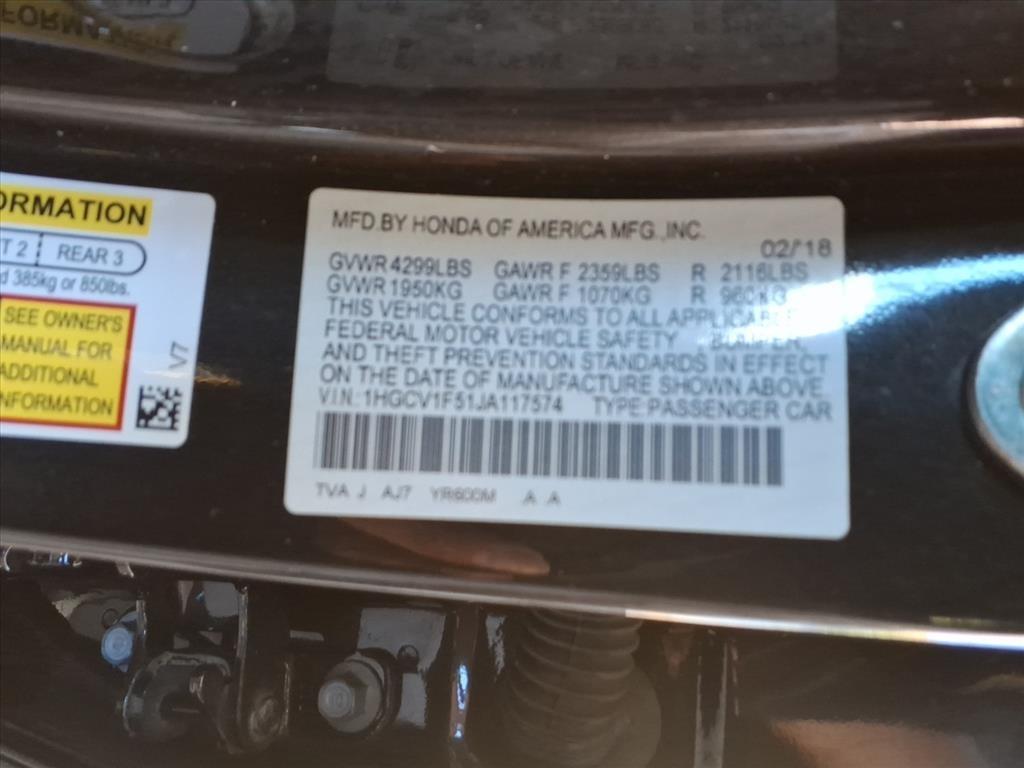 ORMATION
T 2 REAR 3
d 385kg or 850lbs.
SEE OWNER'S
MANUAL FOR
ADDITIONAL
NFORMATION
V7
MFD.BY HONDA OF AMERICA MFG.,INC.
02/'18
GVWR 4299LBS GAWR F 2359LBS R 2116LBS
GVWR 1950KG GAWR F 1070KG R 960KG
THIS VEHICLE CONFORMS TO ALL APPLICABLE
FEDERAL MOTOR VEHICLE SAFETY BUMPER,
AND THEFT PREVENTION STANDARDS IN EFFECT
ON THE DATE OF MANUFACTURE SHOWN ABOVE.
V.I.N.:1HGCV1F51JA117574 TYPE:PASSENGER CAR
TVA J AJ7 YR600M A A